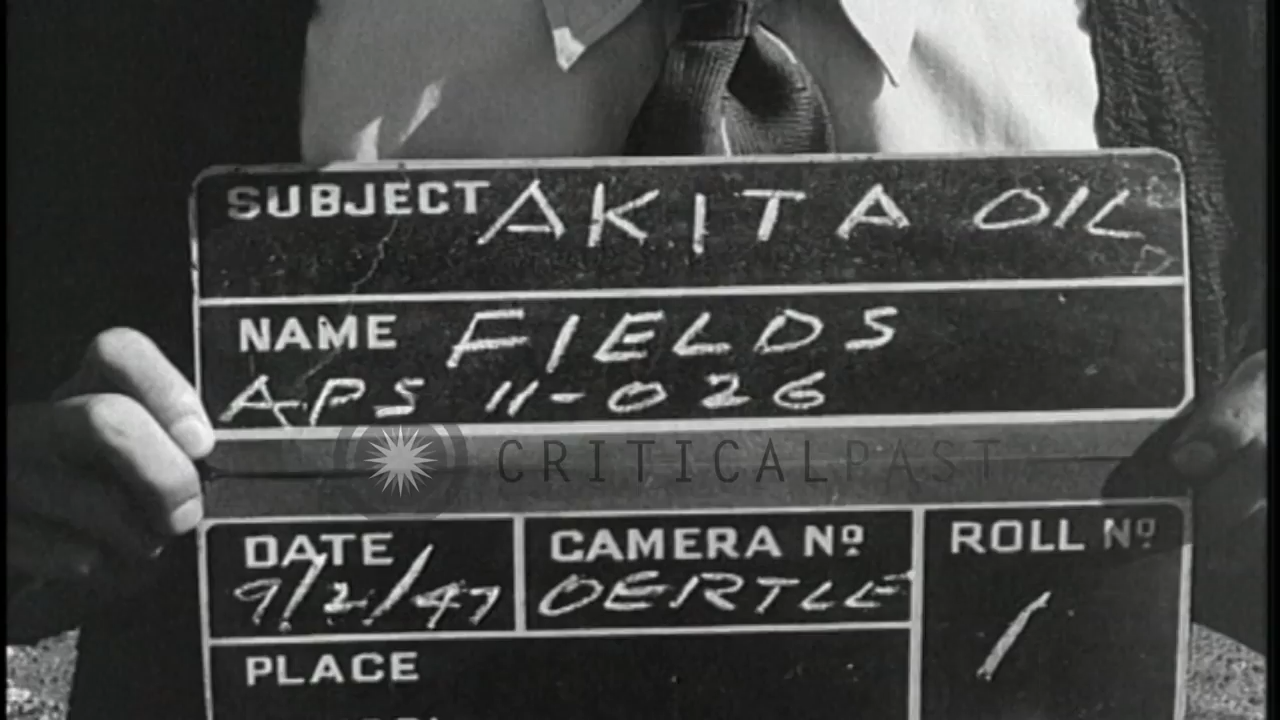 SUBJECT AKITA OIL
NAME FIELDS
APS 11-026
CRITICALPAST
DATE CAMERA Nº ROLL Nº
9/2/47 OERTLE 1
PLACE